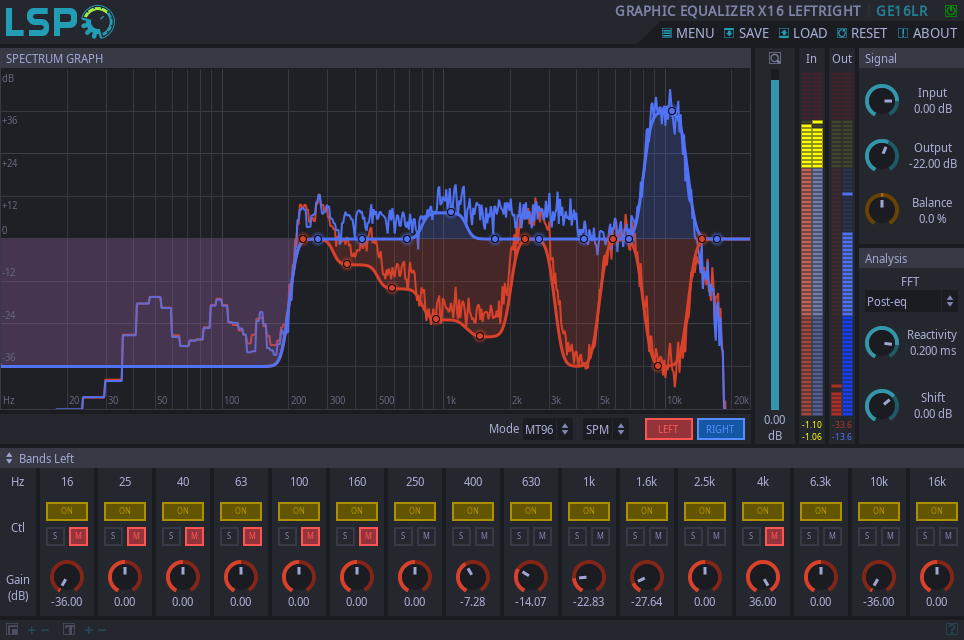 LSP
GRAPHIC EQUALIZER X16 LEFTRIGHT GE16LR
MENU SAVE LOAD RESET ABOUT
SPECTRUM GRAPH
In Out
Signal
dB
+36
+24
+12
0
-12
-24
-36
Hz 20 30 50 100 200 300 500 1k 2k 3k 5k 10k 20k
Input
0.00 dB
Output
-22.00 dB
Balance
0.0 %
Analysis
FFT
Post-eq
Reactivity
0.200 ms
Shift
0.00 dB
0.00
dB
-1.10 -33.6
-1.06 -13.6
Mode MT96 SPM LEFT RIGHT
Bands Left
Hz 16 25 40 63 100 160 250 400 630 1k 1.6k 2.5k 4k 6.3k 10k 16k
ON ON ON ON ON ON ON ON ON ON ON ON ON ON ON ON
Ctl
S M S M S M S M S M S M S M S M S M S M S M S M S M S M S M S M
Gain
(dB)
-36.00 0.00 0.00 0.00 0.00 0.00 0.00 -7.28 -14.07 -22.83 -27.64 0.00 36.00 0.00 -36.00 0.00